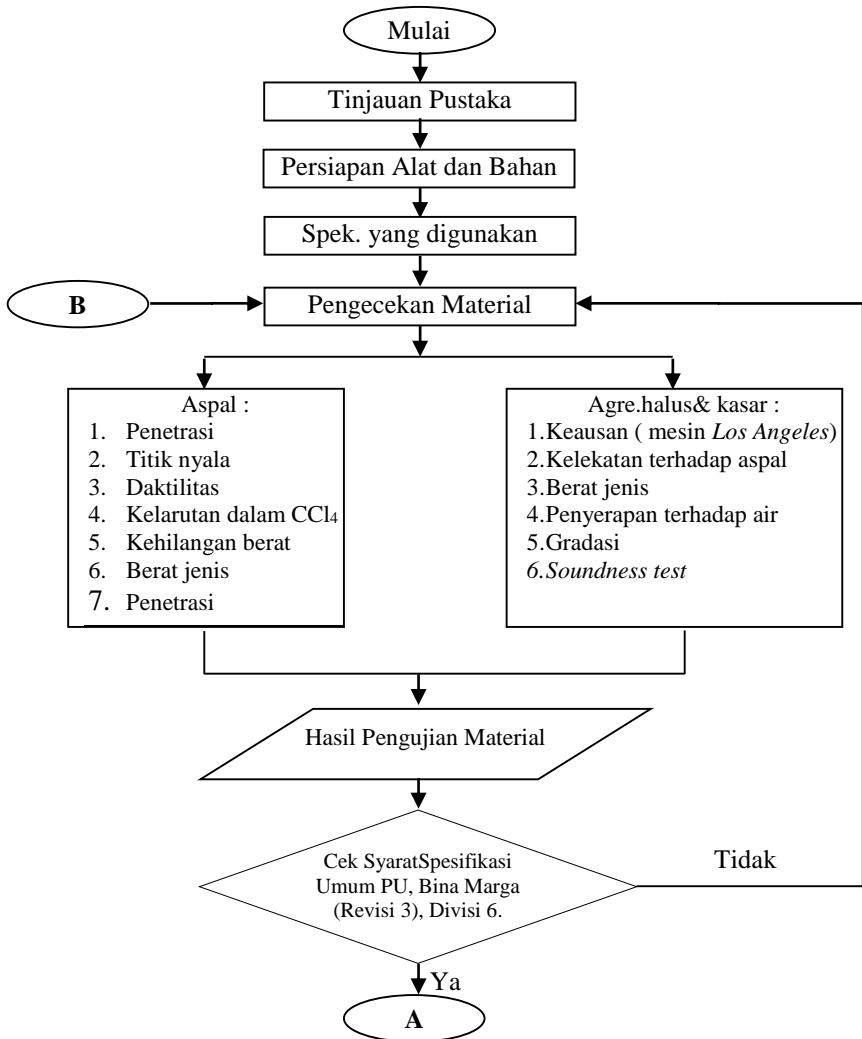 Mulai
Tinjauan Pustaka
Persiapan Alat dan Bahan
Spek. yang digunakan
B
Pengecekan Material
Aspal :
1. Penetrasi
2. Titik nyala
3. Daktilitas
4. Kelarutan dalam CCl₄
5. Kehilangan berat
6. Berat jenis
7. Penetrasi
Agre.halus& kasar :
1.Keausan ( mesin Los Angeles)
2.Kelekatan terhadap aspal
3.Berat jenis
4.Penyerapan terhadap air
5.Gradasi
6.Soundness test
Hasil Pengujian Material
Cek SyaratSpesifikasi
Umum PU, Bina Marga
(Revisi 3), Divisi 6.
Tidak
Ya
A